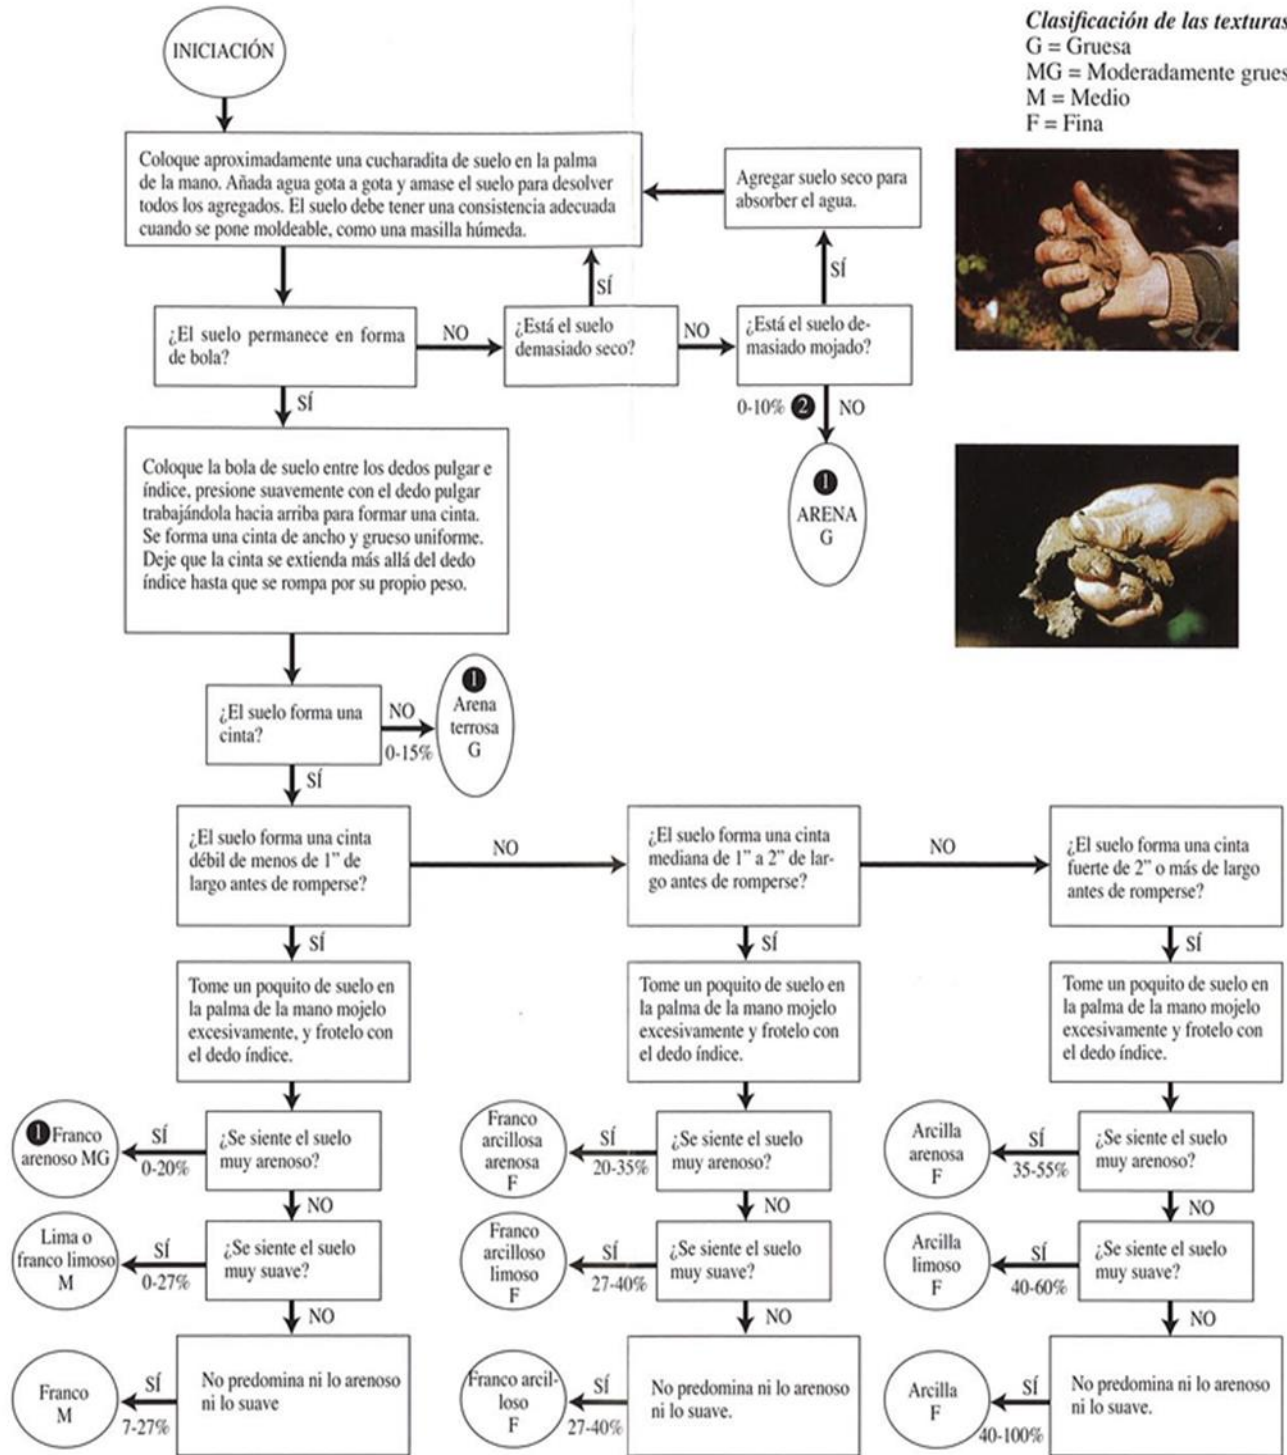 Clasificación de las texturas
G = Gruesa
MG = Moderadamente grues
M = Medio
F = Fina
INICIACIÓN
Coloque aproximadamente una cucharadita de suelo en la palma
de la mano. Añada agua gota a gota y amase el suelo para desolver
todos los agregados. El suelo debe tener una consistencia adecuada
cuando se pone moldeable, como una masilla húmeda.
Agregar suelo seco para
absorber el agua.
SÍ
SÍ
¿El suelo permanece en forma
de bola?
NO
¿Está el suelo
demasiado seco?
NO
¿Está el suelo de-
masiado mojado?
SÍ
0-10% 2 NO
1
ARENA
G
Coloque la bola de suelo entre los dedos pulgar e
índice, presione suavemente con el dedo pulgar
trabajándola hacia arriba para formar una cinta.
Se forma una cinta de ancho y grueso uniforme.
Deje que la cinta se extienda más allá del dedo
índice hasta que se rompa por su propio peso.
¿El suelo forma una
cinta?
NO
0-15%
1
Arena
terrosa
G
SÍ
¿El suelo forma una cinta
débil de menos de 1” de
largo antes de romperse?
NO
¿El suelo forma una cinta
mediana de 1” a 2” de lar-
go antes de romperse?
NO
¿El suelo forma una cinta
fuerte de 2” o más de largo
antes de romperse?
SÍ
SÍ
SÍ
Tome un poquito de suelo en
la palma de la mano mojelo
excesivamente, y frotelo con
el dedo índice.
Tome un poquito de suelo en
la palma de la mano mojelo
excesivamente y frotelo con
el dedo índice.
Tome un poquito de suelo en
la palma de la mano mojelo
excesivamente y frotelo con
el dedo índice.
1 Franco
arenoso MG
SÍ
0-20%
¿Se siente el suelo
muy arenoso?
Franco
arcillosa
arenosa
F
SÍ
20-35%
¿Se siente el suelo
muy arenoso?
Arcilla
arenosa
F
SÍ
35-55%
¿Se siente el suelo
muy arenoso?
NO
NO
NO
Lima o
franco limoso
M
SÍ
0-27%
¿Se siente el suelo
muy suave?
Franco
arcilloso
limoso
F
SÍ
27-40%
¿Se siente el suelo
muy suave?
Arcilla
limoso
F
SÍ
40-60%
¿Se siente el suelo
muy suave?
NO
NO
NO
Franco
M
SÍ
7-27%
No predomina ni lo arenoso
ni lo suave
Franco arcil-
loso
F
SÍ
27-40%
No predomina ni lo arenoso
ni lo suave.
Arcilla
F
SÍ
40-100%
No predomina ni lo arenoso
ni lo suave.